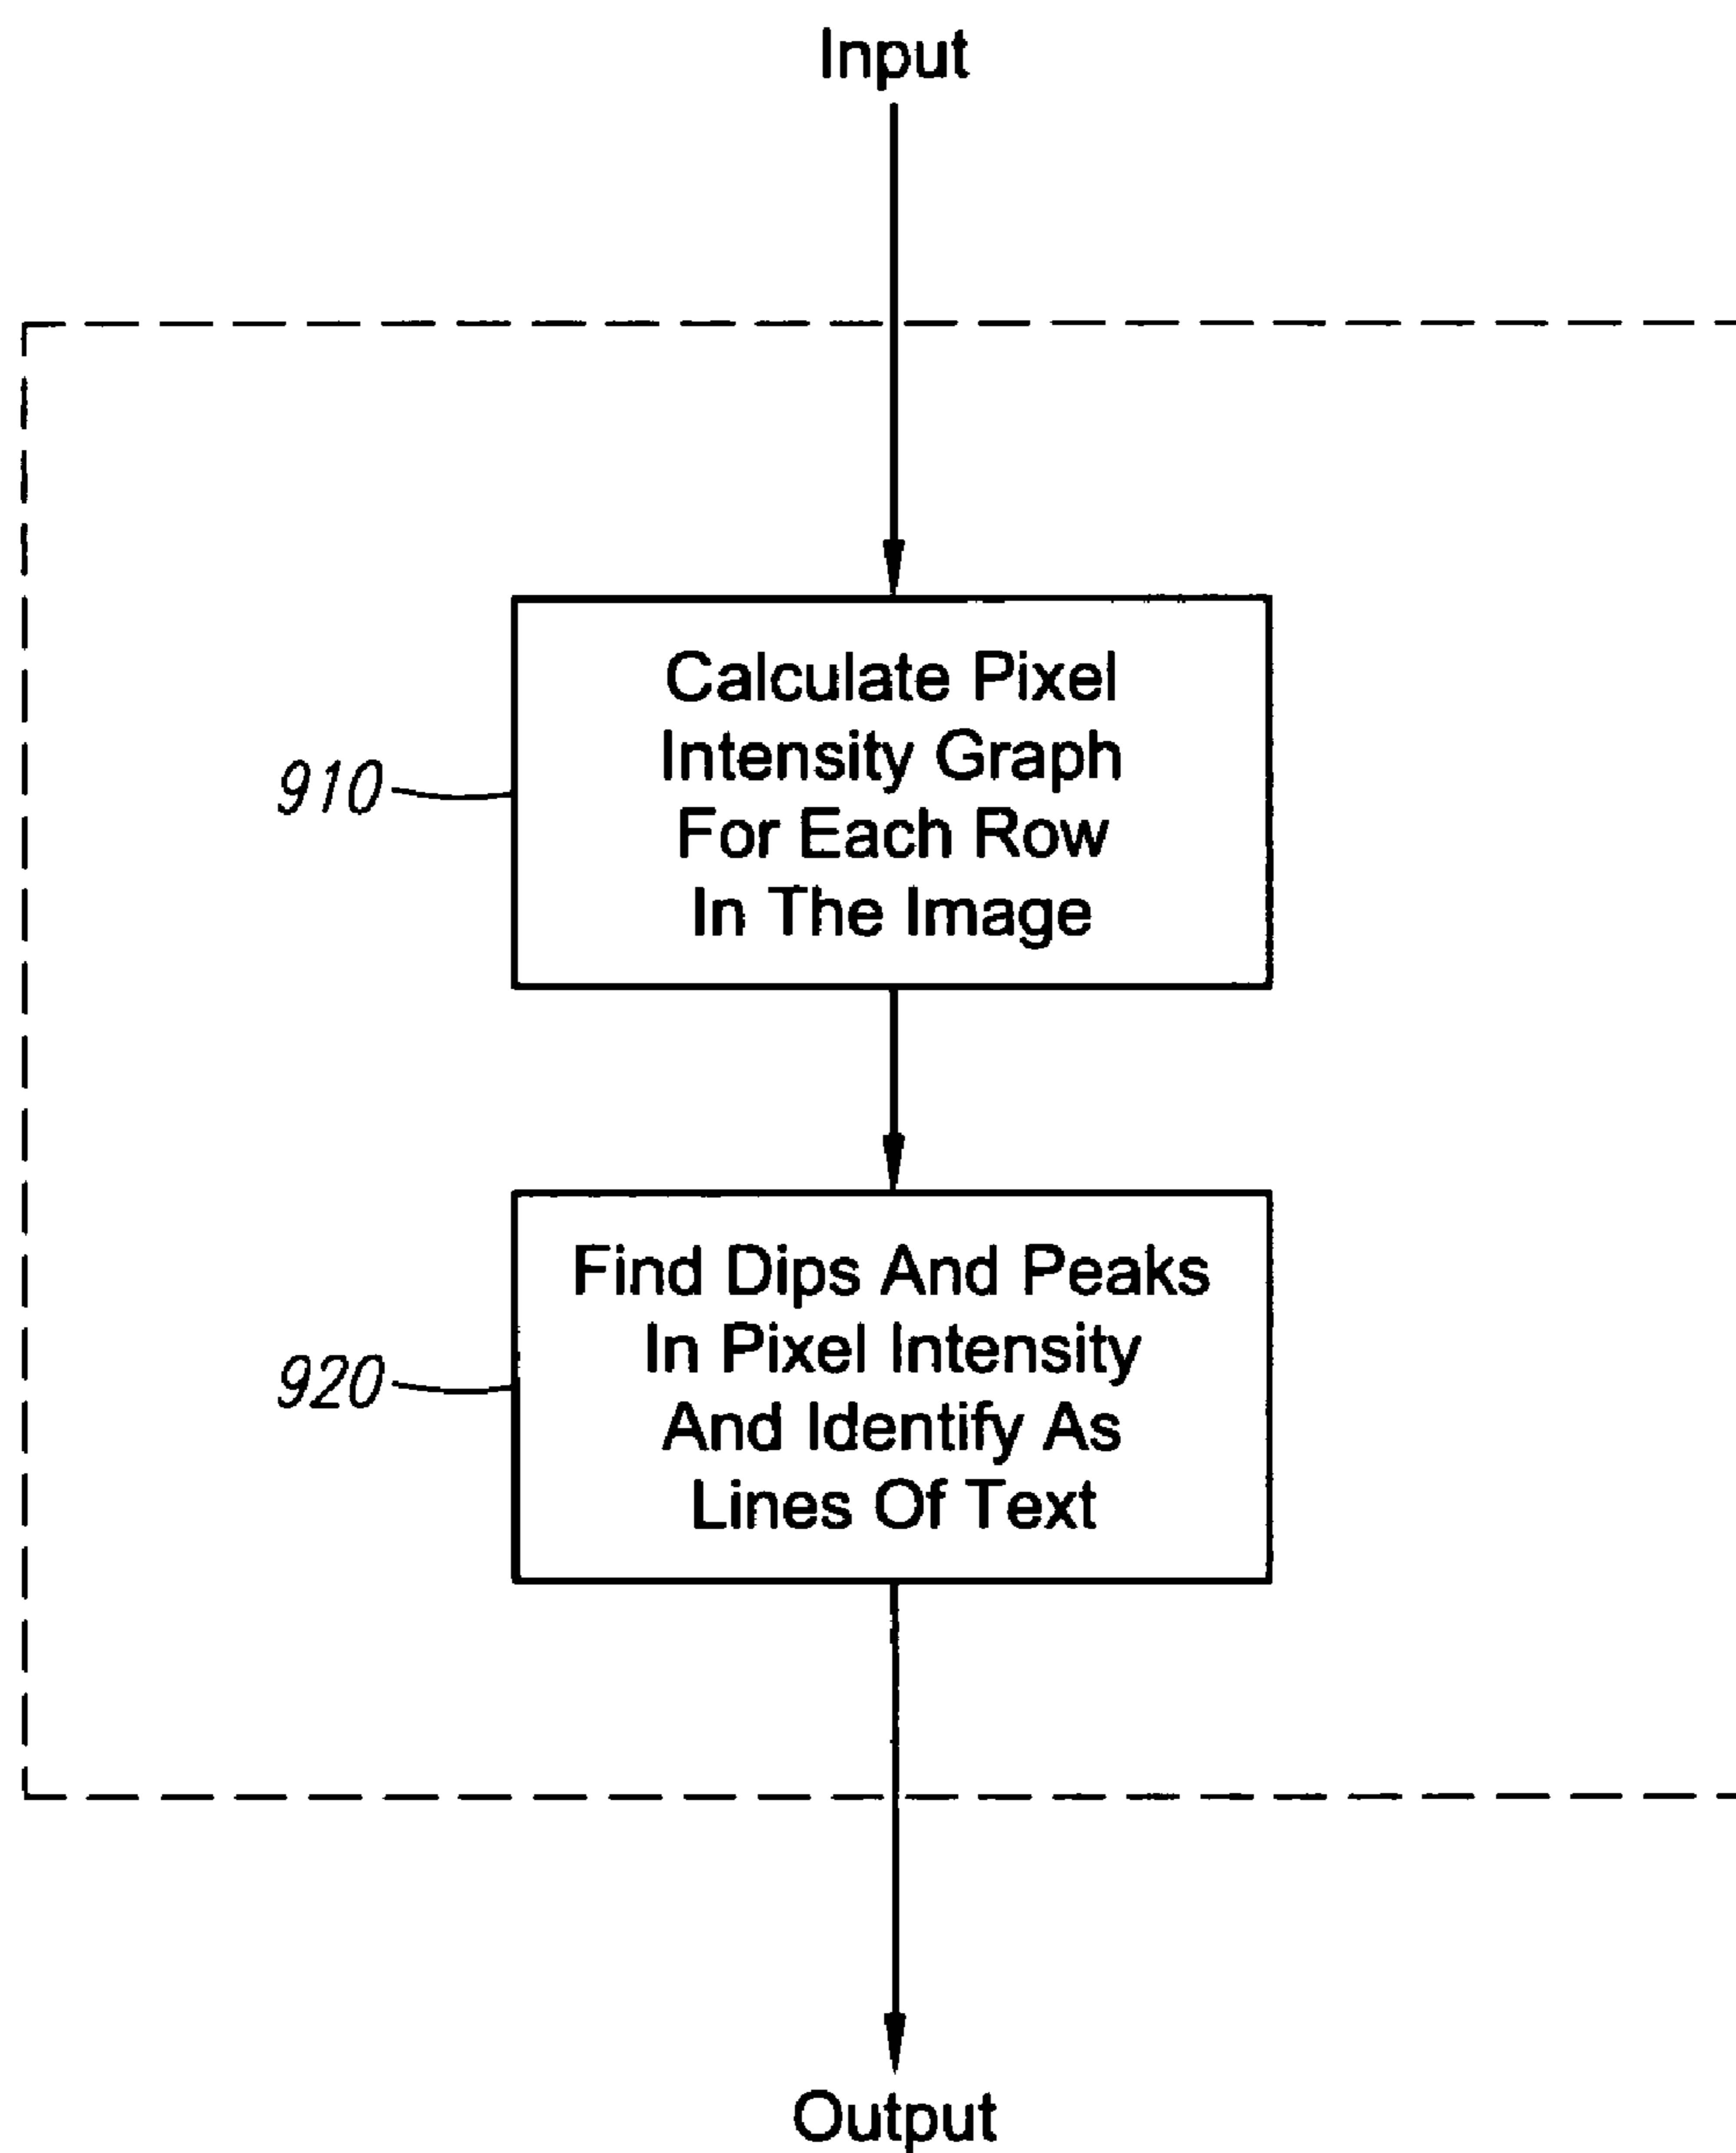 Input
Calculate Pixel
Intensity Graph
For Each Row
In The Image
910
Find Dips And Peaks
In Pixel Intensity
And Identify As
Lines Of Text
920
Output